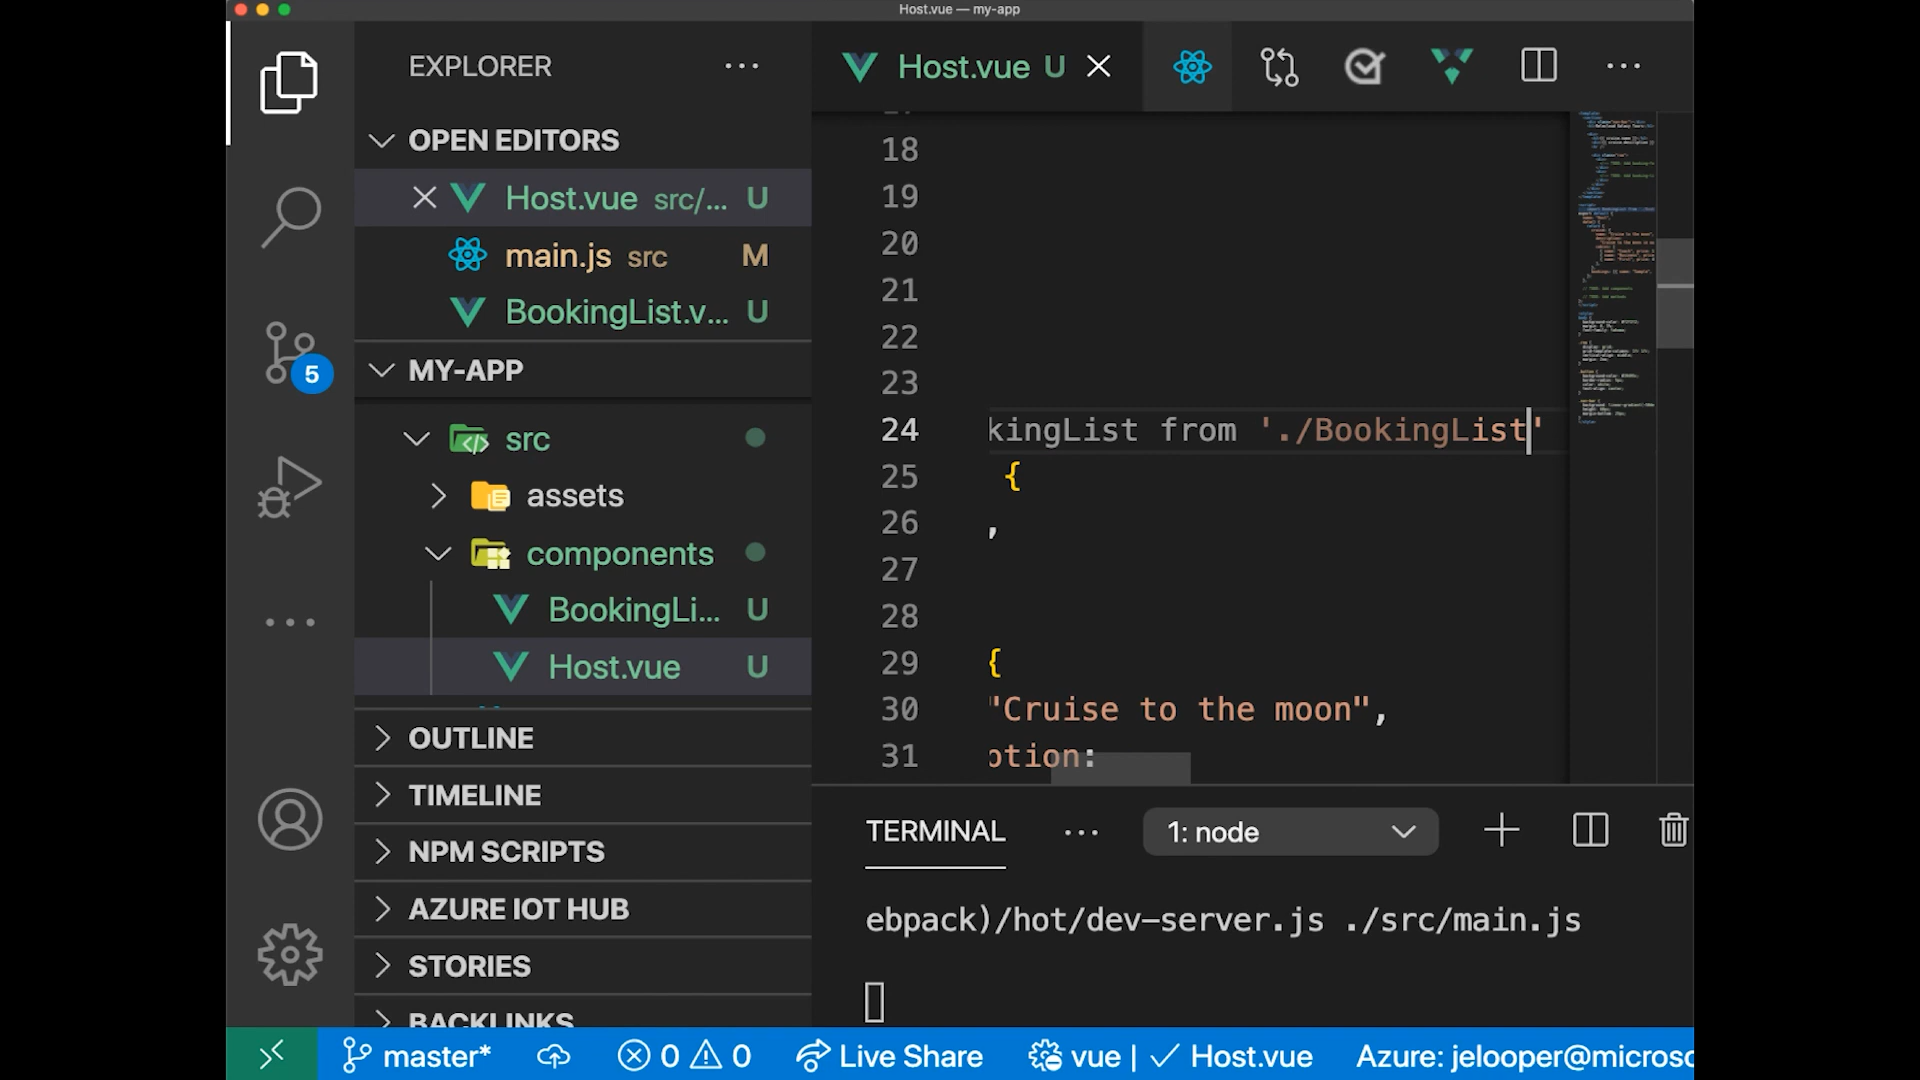 Host.vue — my-app
EXPLORER
OPEN EDITORS
Host.vue src/... U
main.js src M
BookingList.v... U
MY-APP
src
assets
components
BookingLi... U
Host.vue U
OUTLINE
TIMELINE
NPM SCRIPTS
AZURE IOT HUB
STORIES
BACKLINKS
5
Host.vue U
18
19
20
21
22
23
24 kingList from './BookingList'
25 {
26 ,
27
28
29 {
30 "Cruise to the moon",
31 ption:
TERMINAL
1: node
ebpack)/hot/dev-server.js ./src/main.js
master* 0 0 Live Share vue | Host.vue Azure: jelooper@microsc